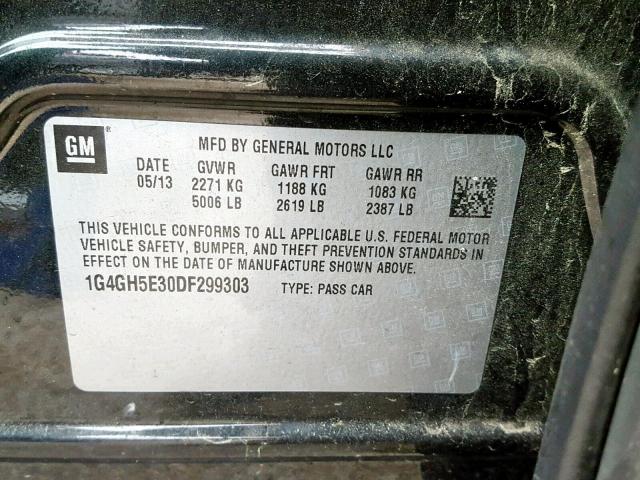 GM®
MFD BY GENERAL MOTORS LLC
DATE GVWR GAWR FRT GAWR RR
05/13 2271 KG 1188 KG 1083 KG
5006 LB 2619 LB 2387 LB
THIS VEHICLE CONFORMS TO ALL APPLICABLE U.S. FEDERAL MOTOR
VEHICLE SAFETY, BUMPER, AND THEFT PREVENTION STANDARDS IN
EFFECT ON THE DATE OF MANUFACTURE SHOWN ABOVE.
1G4GH5E30DF299303 TYPE: PASS CAR